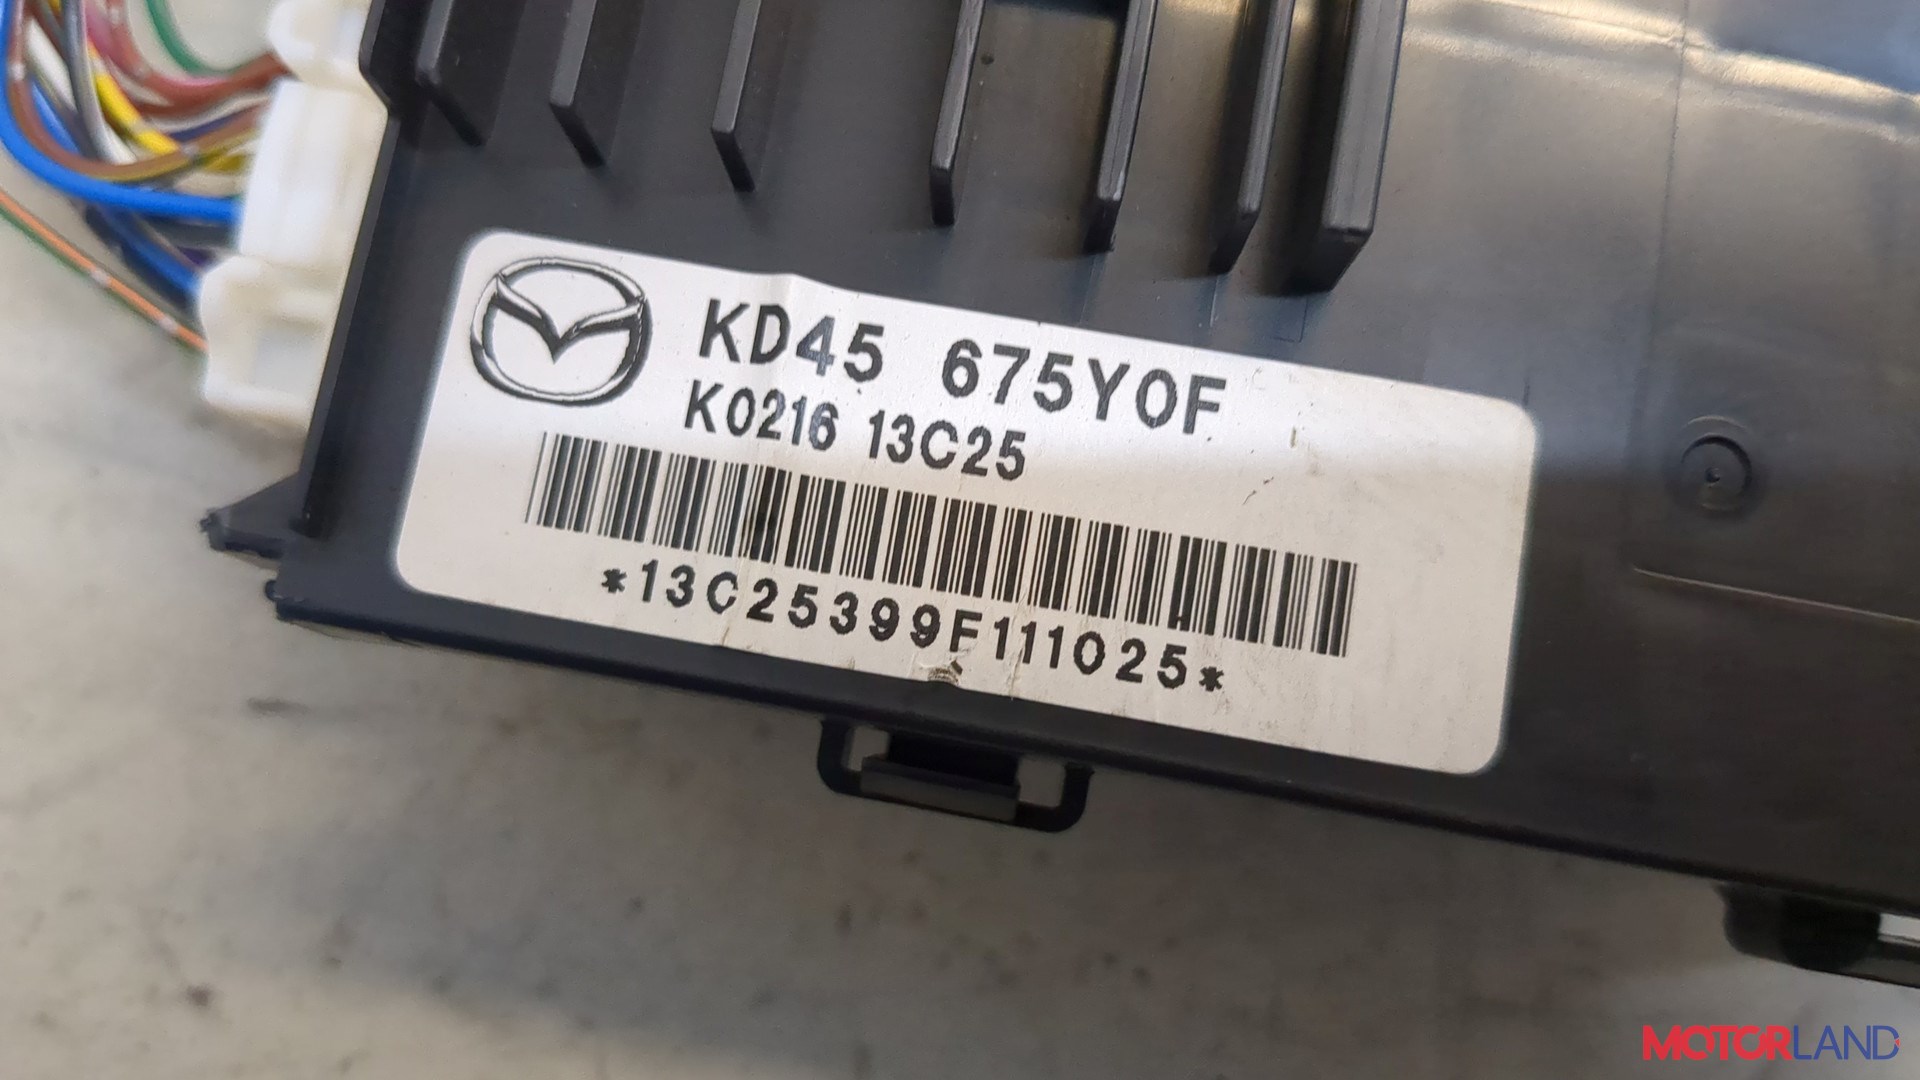 KD45 675Y0F
K0216 13C25
*13C25399F111025*
MOTORLAND